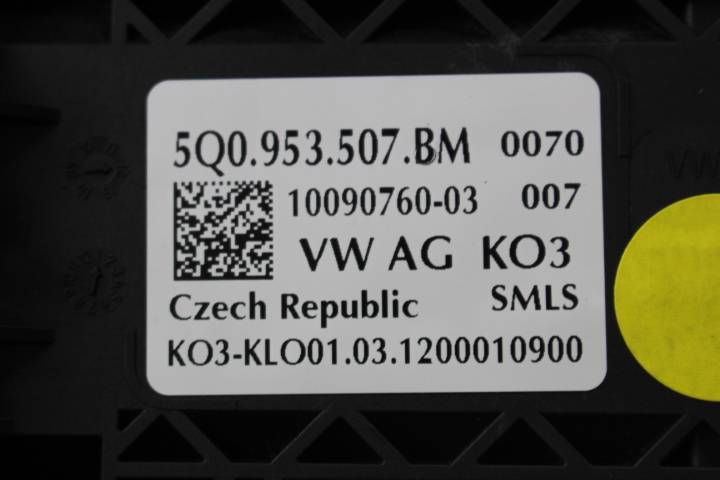 5Q0.953.507.BM 0070
10090760-03 007
VW AG KO3
Czech Republic SMLS
KO3-KLO01.03.1200010900